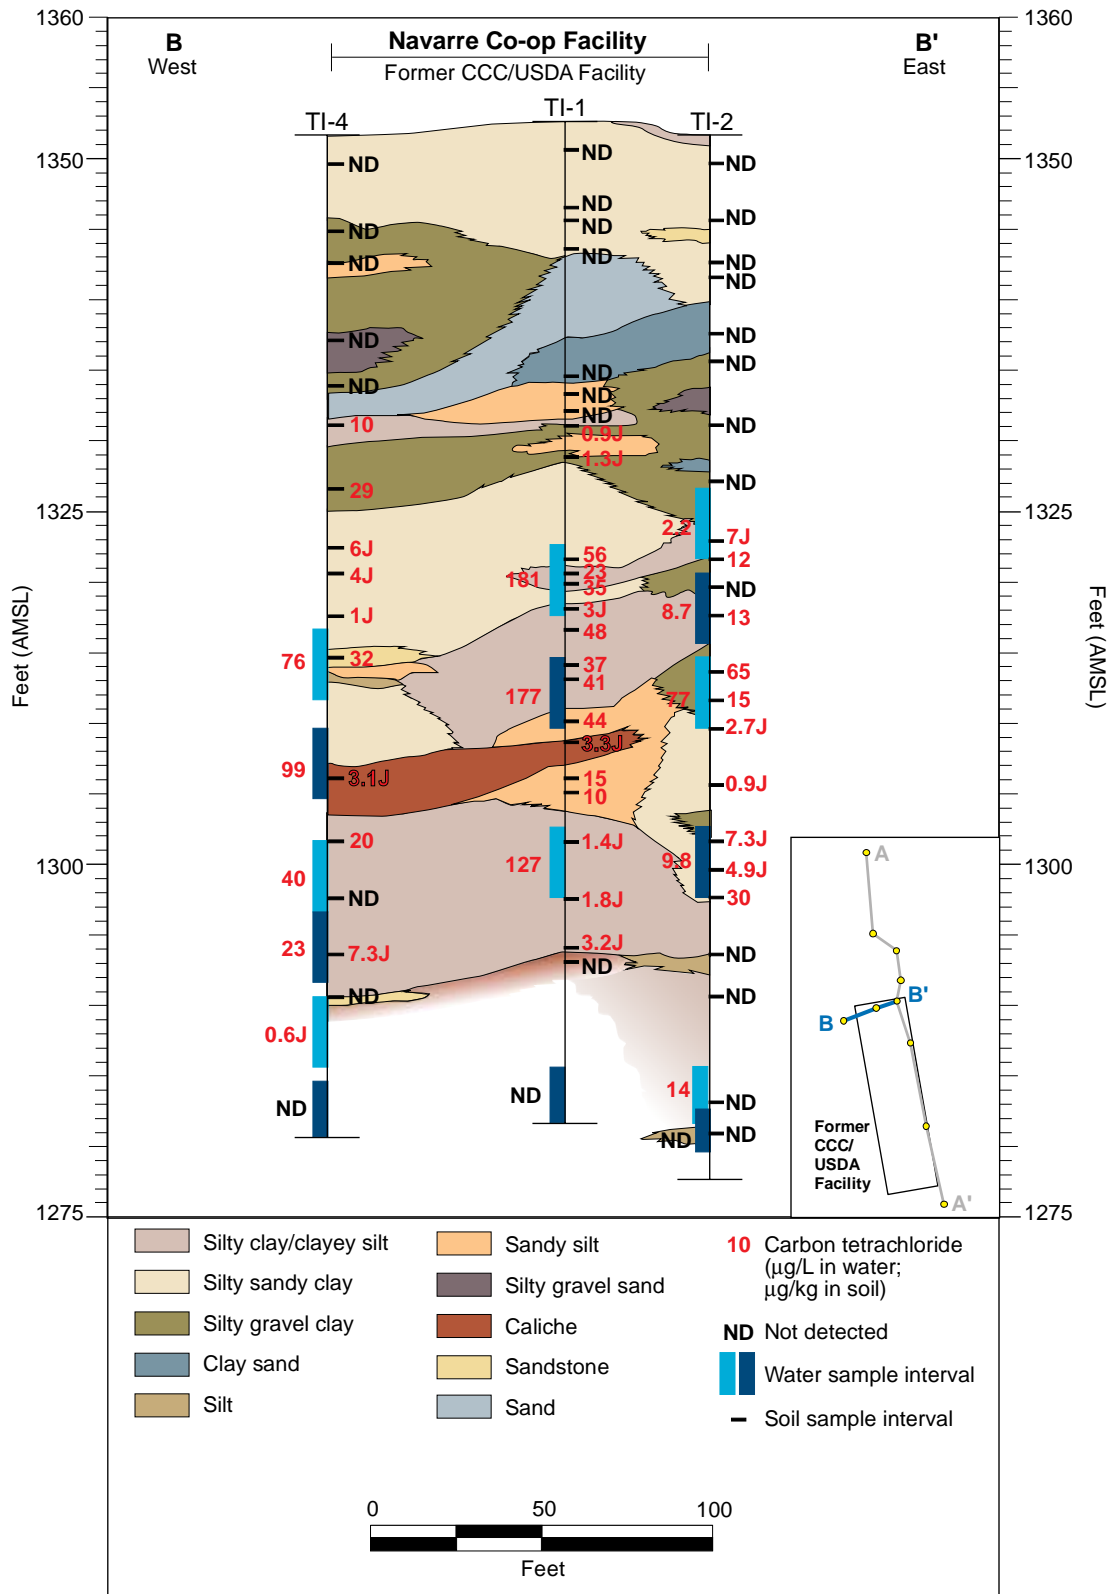 1360
1360
B
West
Navarre Co-op Facility
Former CCC/USDA Facility
B'
East
TI-4
TI-1
TI-2
1350
1350
1325
1325
1300
1300
1275
1275
Feet (AMSL)
Feet (AMSL)
ND
ND
ND
ND
ND
10
29
6J
4J
1J
76
32
99
3.1J
20
40
ND
23
7.3J
ND
0.6J
ND
ND
ND
ND
ND
ND
ND
ND
0.9J
1.3J
56
181
23
35
3J
48
37
177
41
44
3.3J
15
10
1.4J
127
1.8J
3.2J
ND
ND
ND
ND
ND
ND
ND
ND
ND
ND
2.2
7J
12
ND
8.7
13
65
77
15
2.7J
0.9J
7.3J
9.8
4.9J
30
ND
ND
14
ND
ND
ND
A
B'
B
Former
CCC/
USDA
Facility
A'
Silty clay/clayey silt
Silty sandy clay
Silty gravel clay
Clay sand
Silt
Sandy silt
Silty gravel sand
Caliche
Sandstone
Sand
10 Carbon tetrachloride
(μg/L in water;
μg/kg in soil)
ND Not detected
Water sample interval
Soil sample interval
0 50 100
Feet